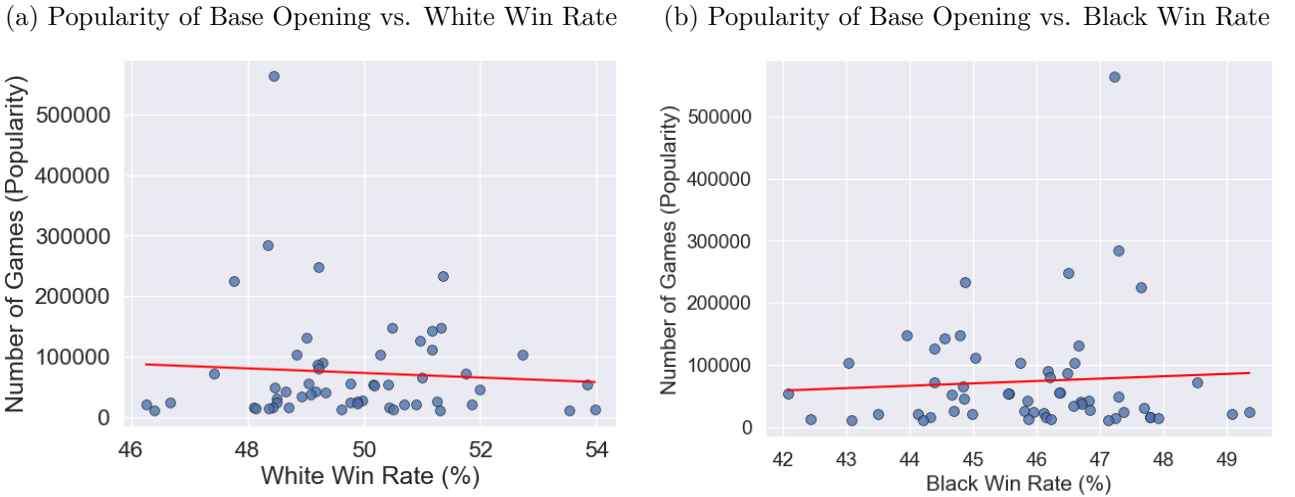 (a) Popularity of Base Opening vs. White Win Rate
Number of Games (Popularity)
500000
400000
300000
200000
100000
0
46 48 50 52 54
White Win Rate (%)
(b) Popularity of Base Opening vs. Black Win Rate
Number of Games (Popularity)
500000
400000
300000
200000
100000
0
42 43 44 45 46 47 48 49
Black Win Rate (%)